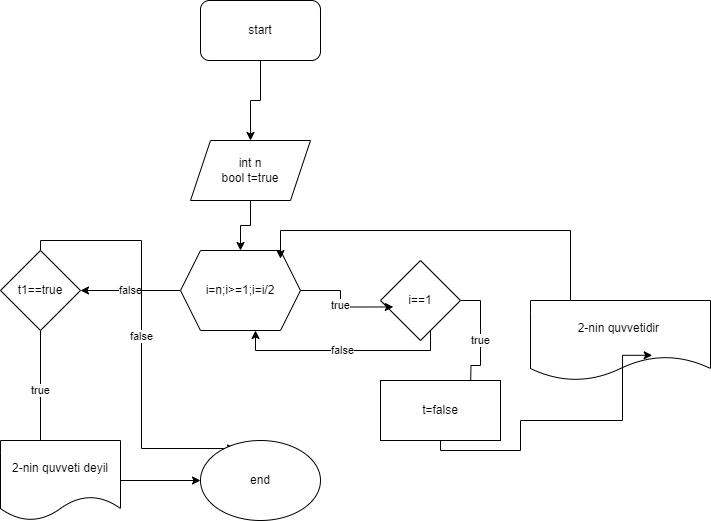 start
int n
bool t=true
t1==true
false
i=n;i>=1;i=i/2
true
i==1
2-nin quvvetidir
false
true
false
true
t=false
2-nin quvveti deyil
end